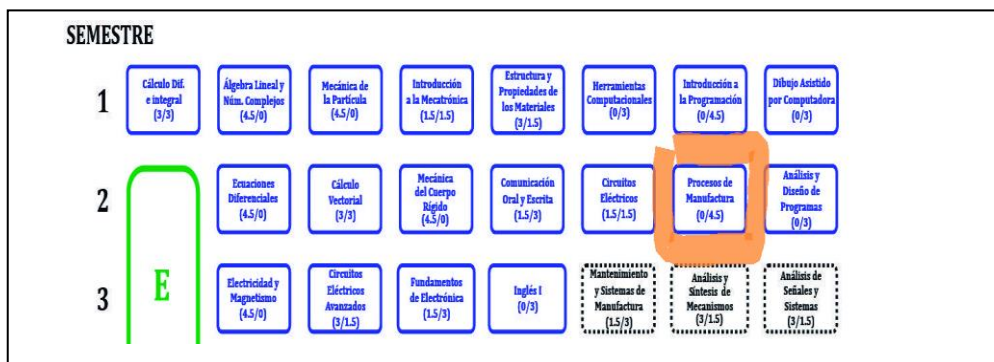 SEMESTRE
1
Cálculo Dif.
e integral
(3/3)
Álgebra Lineal y
Núm. Complejos
(4.5/0)
Mecánica de
la Partícula
(4.5/0)
Introducción
a la Mecatrónica
(1.5/1.5)
Estructura y
Propiedades de
los Materiales
(3/1.5)
Herramientas
Computacionales
(0/3)
Introducción a
la Programación
(0/4.5)
Dibujo Asistido
por Computadora
(0/3)
2
Ecuaciones
Diferenciales
(4.5/0)
Cálculo
Vectorial
(3/3)
Mecánica
del Cuerpo
Rígido
(4.5/0)
Comunicación
Oral y Escrita
(1.5/3)
Circuitos
Eléctricos
(1.5/1.5)
Procesos de
Manufactura
(0/4.5)
Análisis y
Diseño de
Programas
(0/3)
3
E
Electricidad y
Magnetismo
(4.5/0)
Circuitos
Eléctricos
Avanzados
(3/1.5)
Fundamentos
de Electrónica
(1.5/3)
Inglés I
(0/3)
Mantenimiento
y Sistemas de
Manufactura
(1.5/3)
Análisis y
Síntesis de
Mecanismos
(3/1.5)
Análisis de
Señales y
Sistemas
(3/1.5)